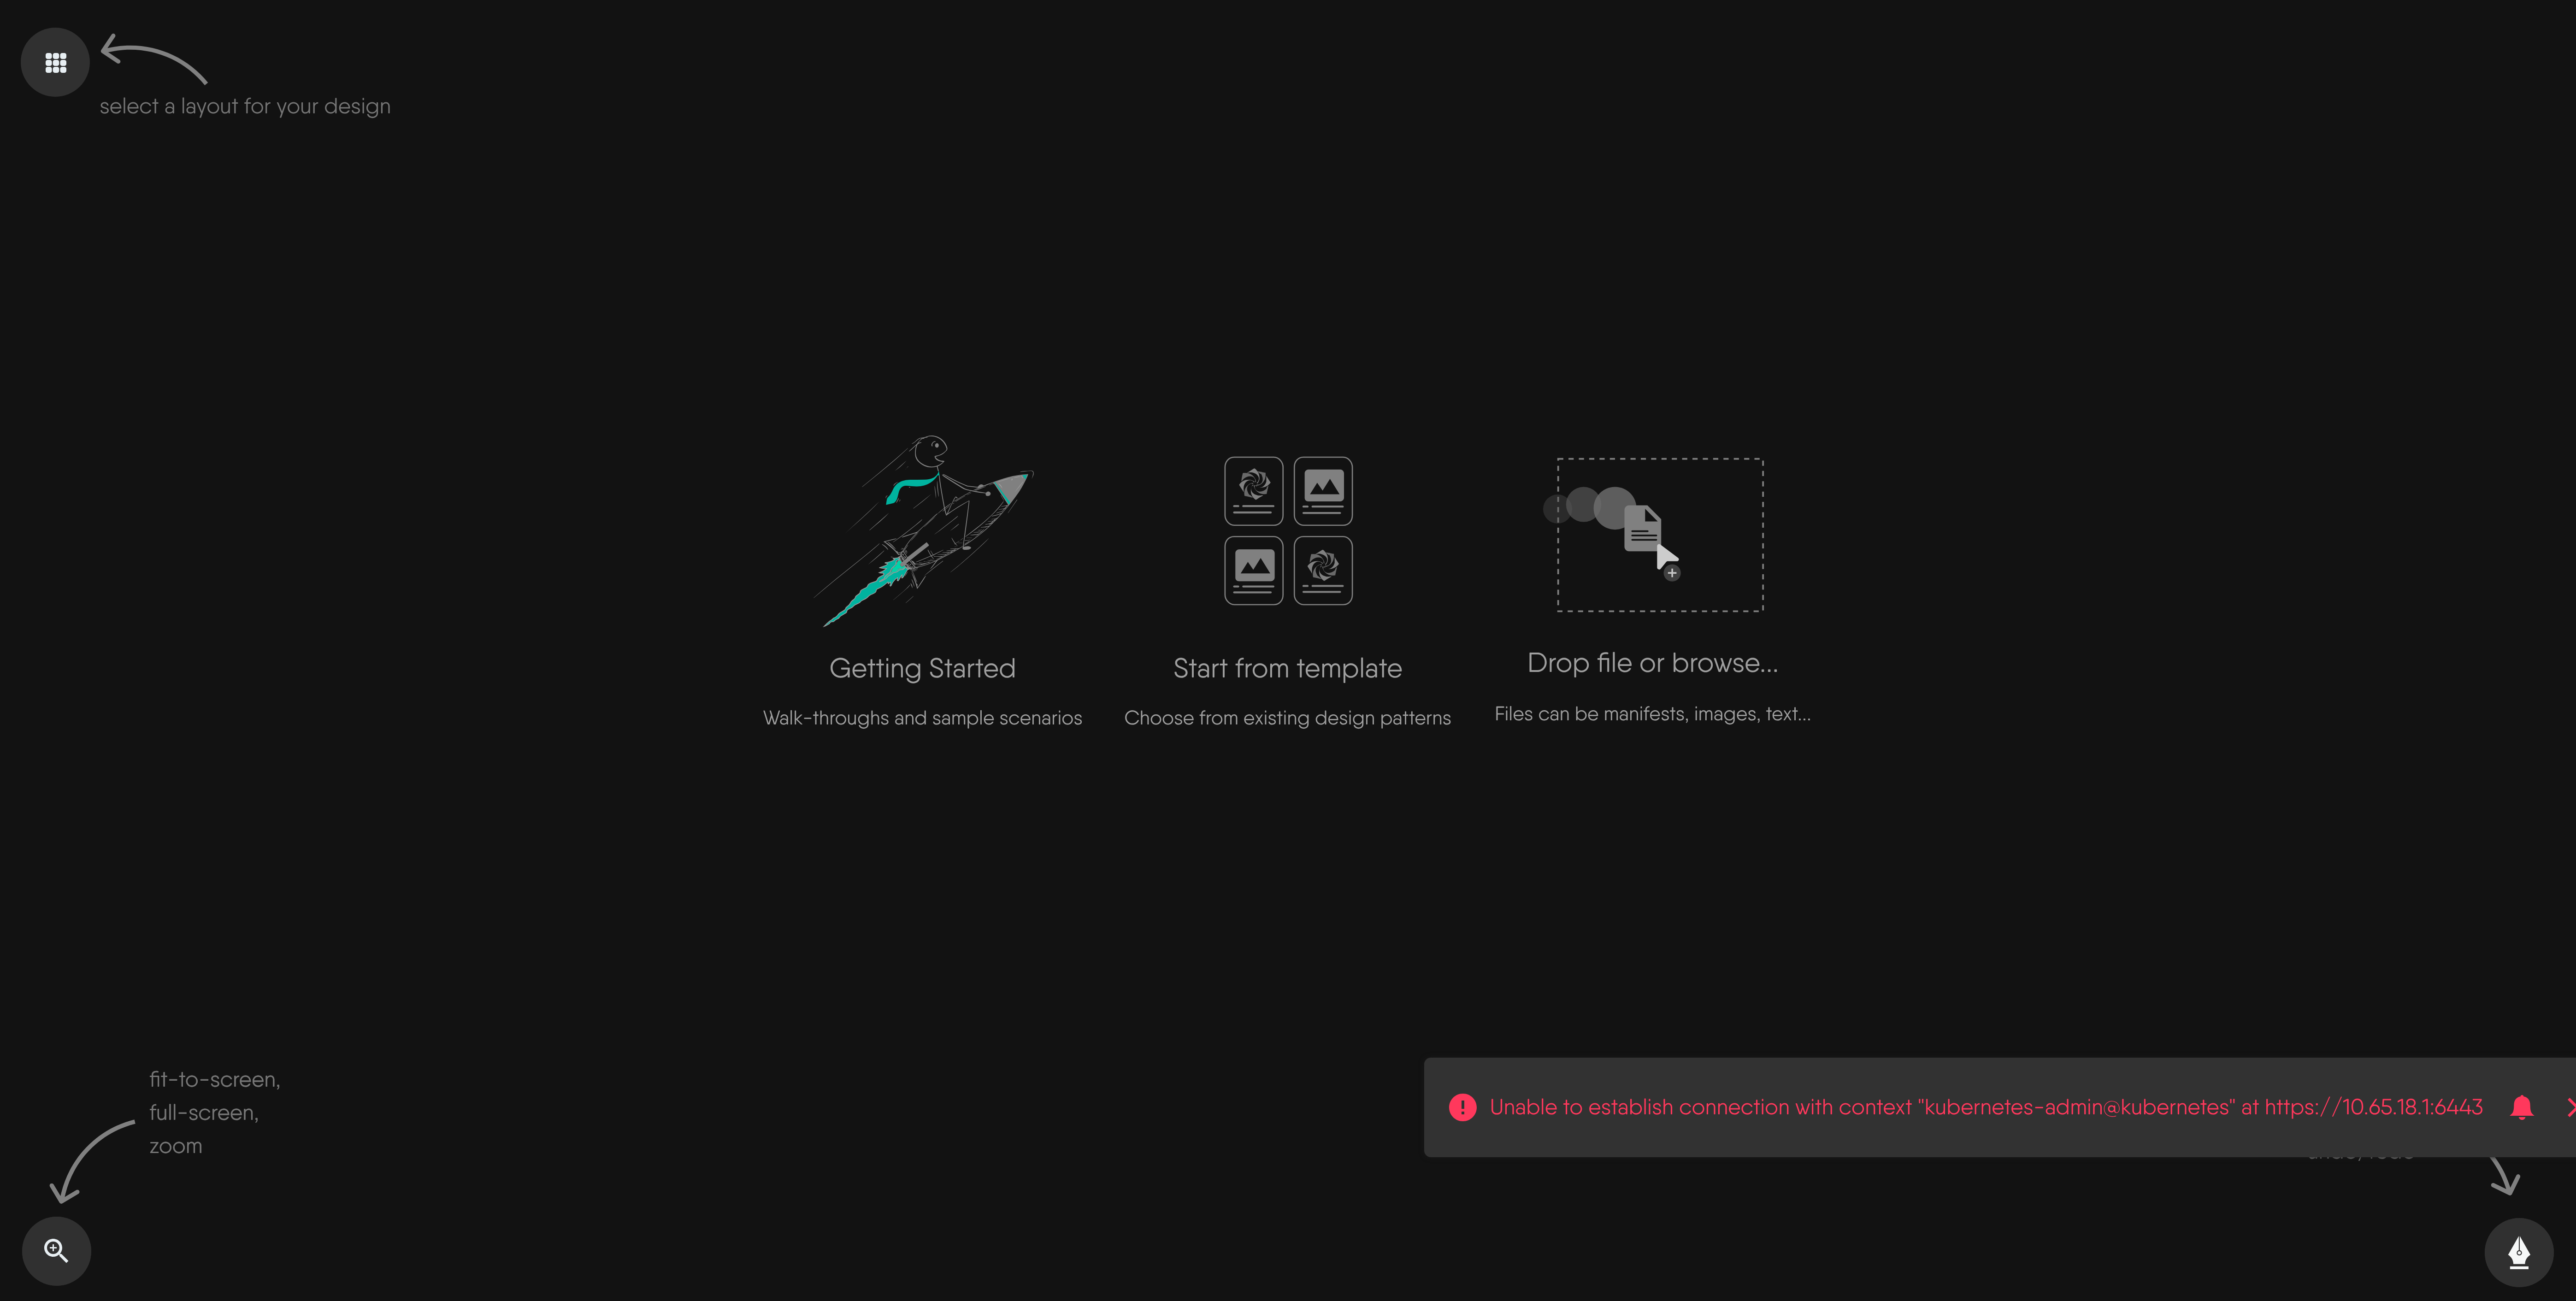 select a layout for your design
Getting Started
Start from template
Drop file or browse...
Walk-throughs and sample scenarios
Choose from existing design patterns
Files can be manifests, images, text...
fit-to-screen,
full-screen,
zoom
Unable to establish connection with context "kubernetes-admin@kubernetes" at https://10.65.18.1:6443